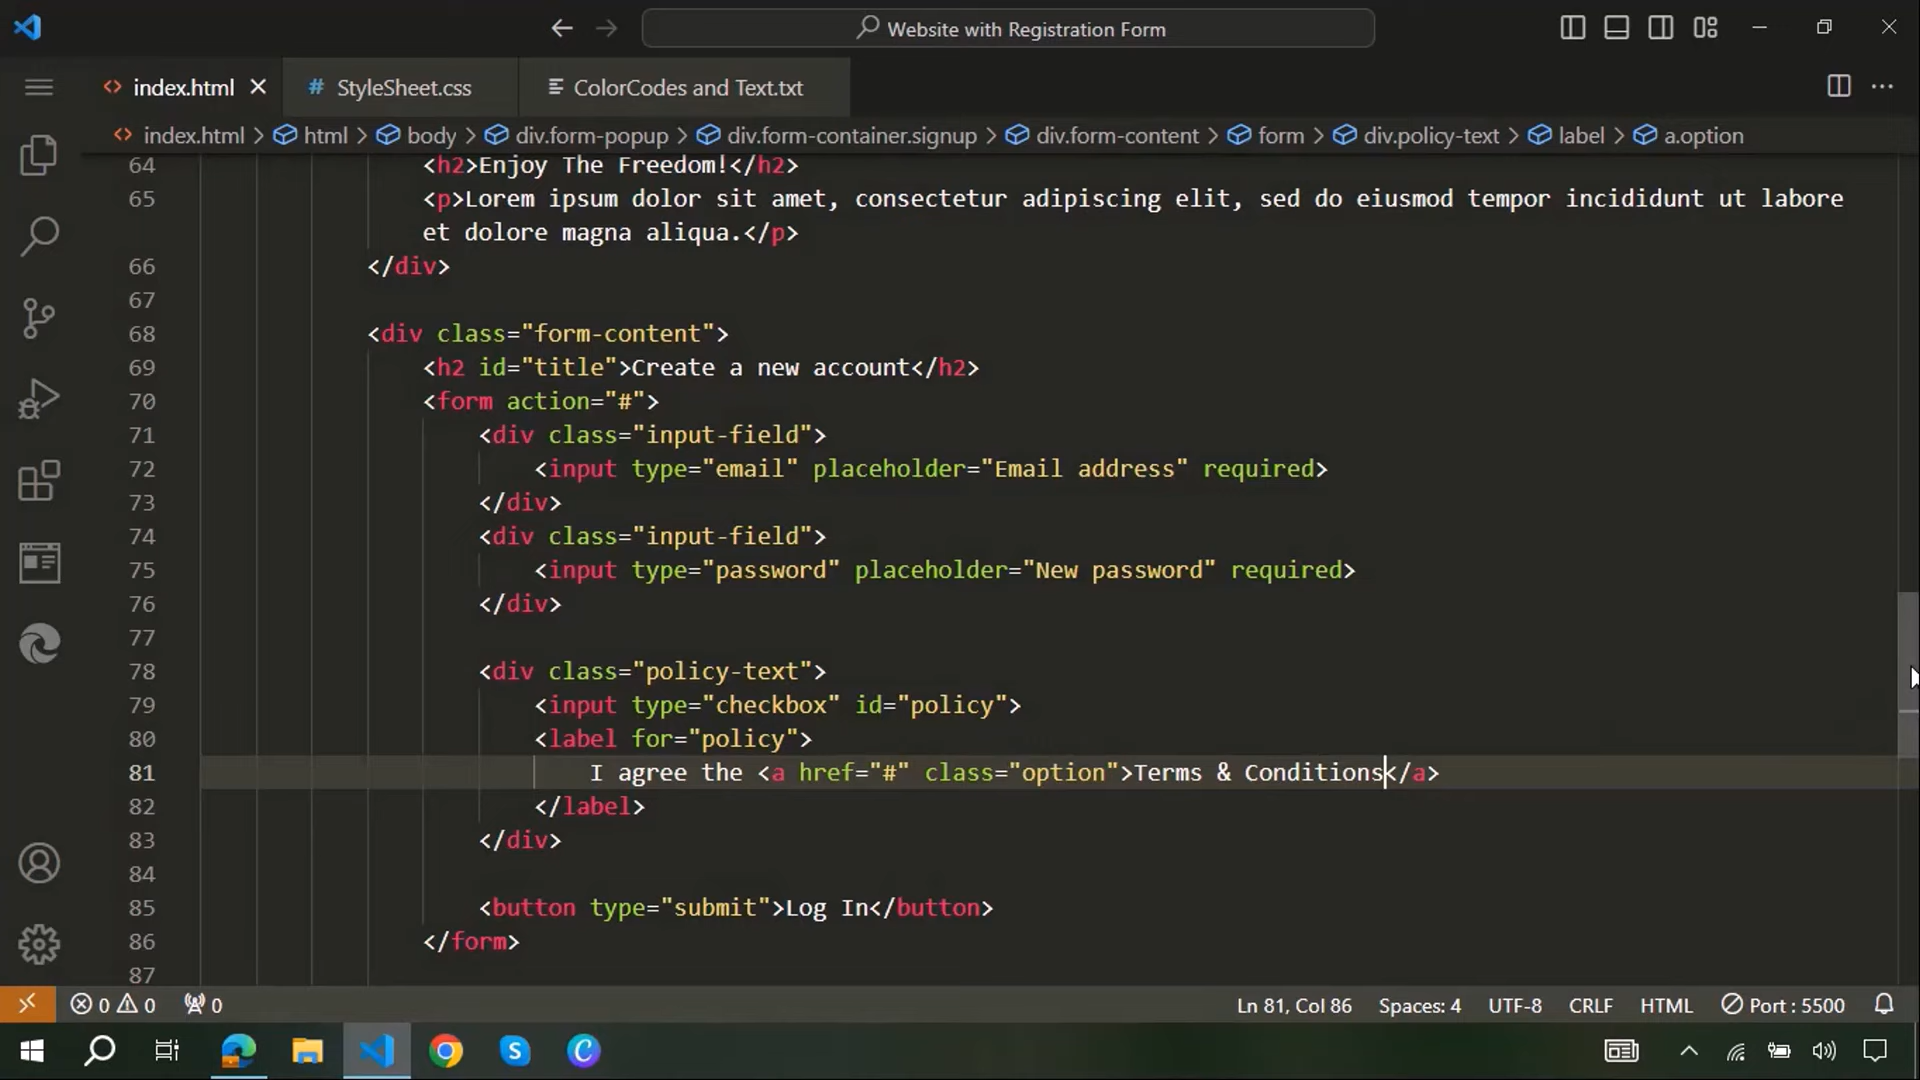 Website with Registration Form
index.html
# StyleSheet.css
ColorCodes and Text.txt
index.html > html > body > div.form-popup > div.form-container.signup > div.form-content > form > div.policy-text > label > a.option
64 <h2>Enjoy The Freedom!</h2>
65 <p>Lorem ipsum dolor sit amet, consectetur adipiscing elit, sed do eiusmod tempor incididunt ut labore
et dolore magna aliqua.</p>
66 </div>
67
68 <div class="form-content">
69 <h2 id="title">Create a new account</h2>
70 <form action="#">
71 <div class="input-field">
72 <input type="email" placeholder="Email address" required>
73 </div>
74 <div class="input-field">
75 <input type="password" placeholder="New password" required>
76 </div>
77
78 <div class="policy-text">
79 <input type="checkbox" id="policy">
80 <label for="policy">
81 I agree the <a href="#" class="option">Terms & Conditions</a>
82 </label>
83 </div>
84
85 <button type="submit">Log In</button>
86 </form>
87
0 0 0 Ln 81, Col 86 Spaces: 4 UTF-8 CRLF HTML Port : 5500